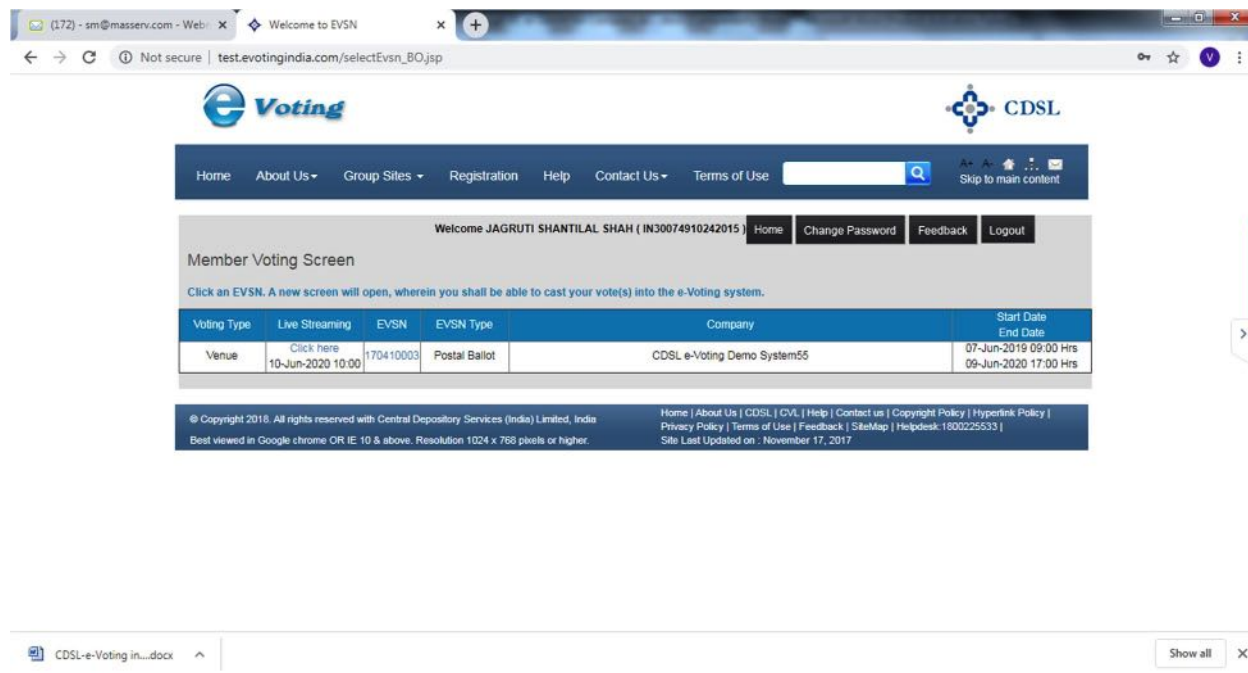 (172) - sm@masserv.com - Web
Welcome to EVSN
Not secure | test.evotingindia.com/selectEvsn_BO.jsp
V
e Voting
CDSL
Home About Us Group Sites Registration Help Contact Us Terms of Use
A+ A-
Skip to main content
Welcome JAGRUTI SHANTILAL SHAH ( IN30074910242015 ) Home Change Password Feedback Logout
Member Voting Screen
Click an EVSN. A new screen will open, wherein you shall be able to cast your vote(s) into the e-Voting system.
Voting Type Live Streaming EVSN EVSN Type Company Start Date
End Date
Venue Click here 170410003 Postal Ballot CDSL e-Voting Demo System55 07-Jun-2019 09:00 Hrs
10-Jun-2020 10:00 09-Jun-2020 17:00 Hrs
© Copyright 2018. All rights reserved with Central Depository Services (India) Limited, India
Best viewed in Google chrome OR IE 10 & above. Resolution 1024 x 768 pixels or higher.
Home | About Us | CDSL | CVL | Help | Contact us | Copyright Policy | Hyperlink Policy |
Privacy Policy | Terms of Use | Feedback | SiteMap | Helpdesk:1800225533 |
Site Last Updated on : November 17, 2017
CDSL-e-Voting in....docx
Show all